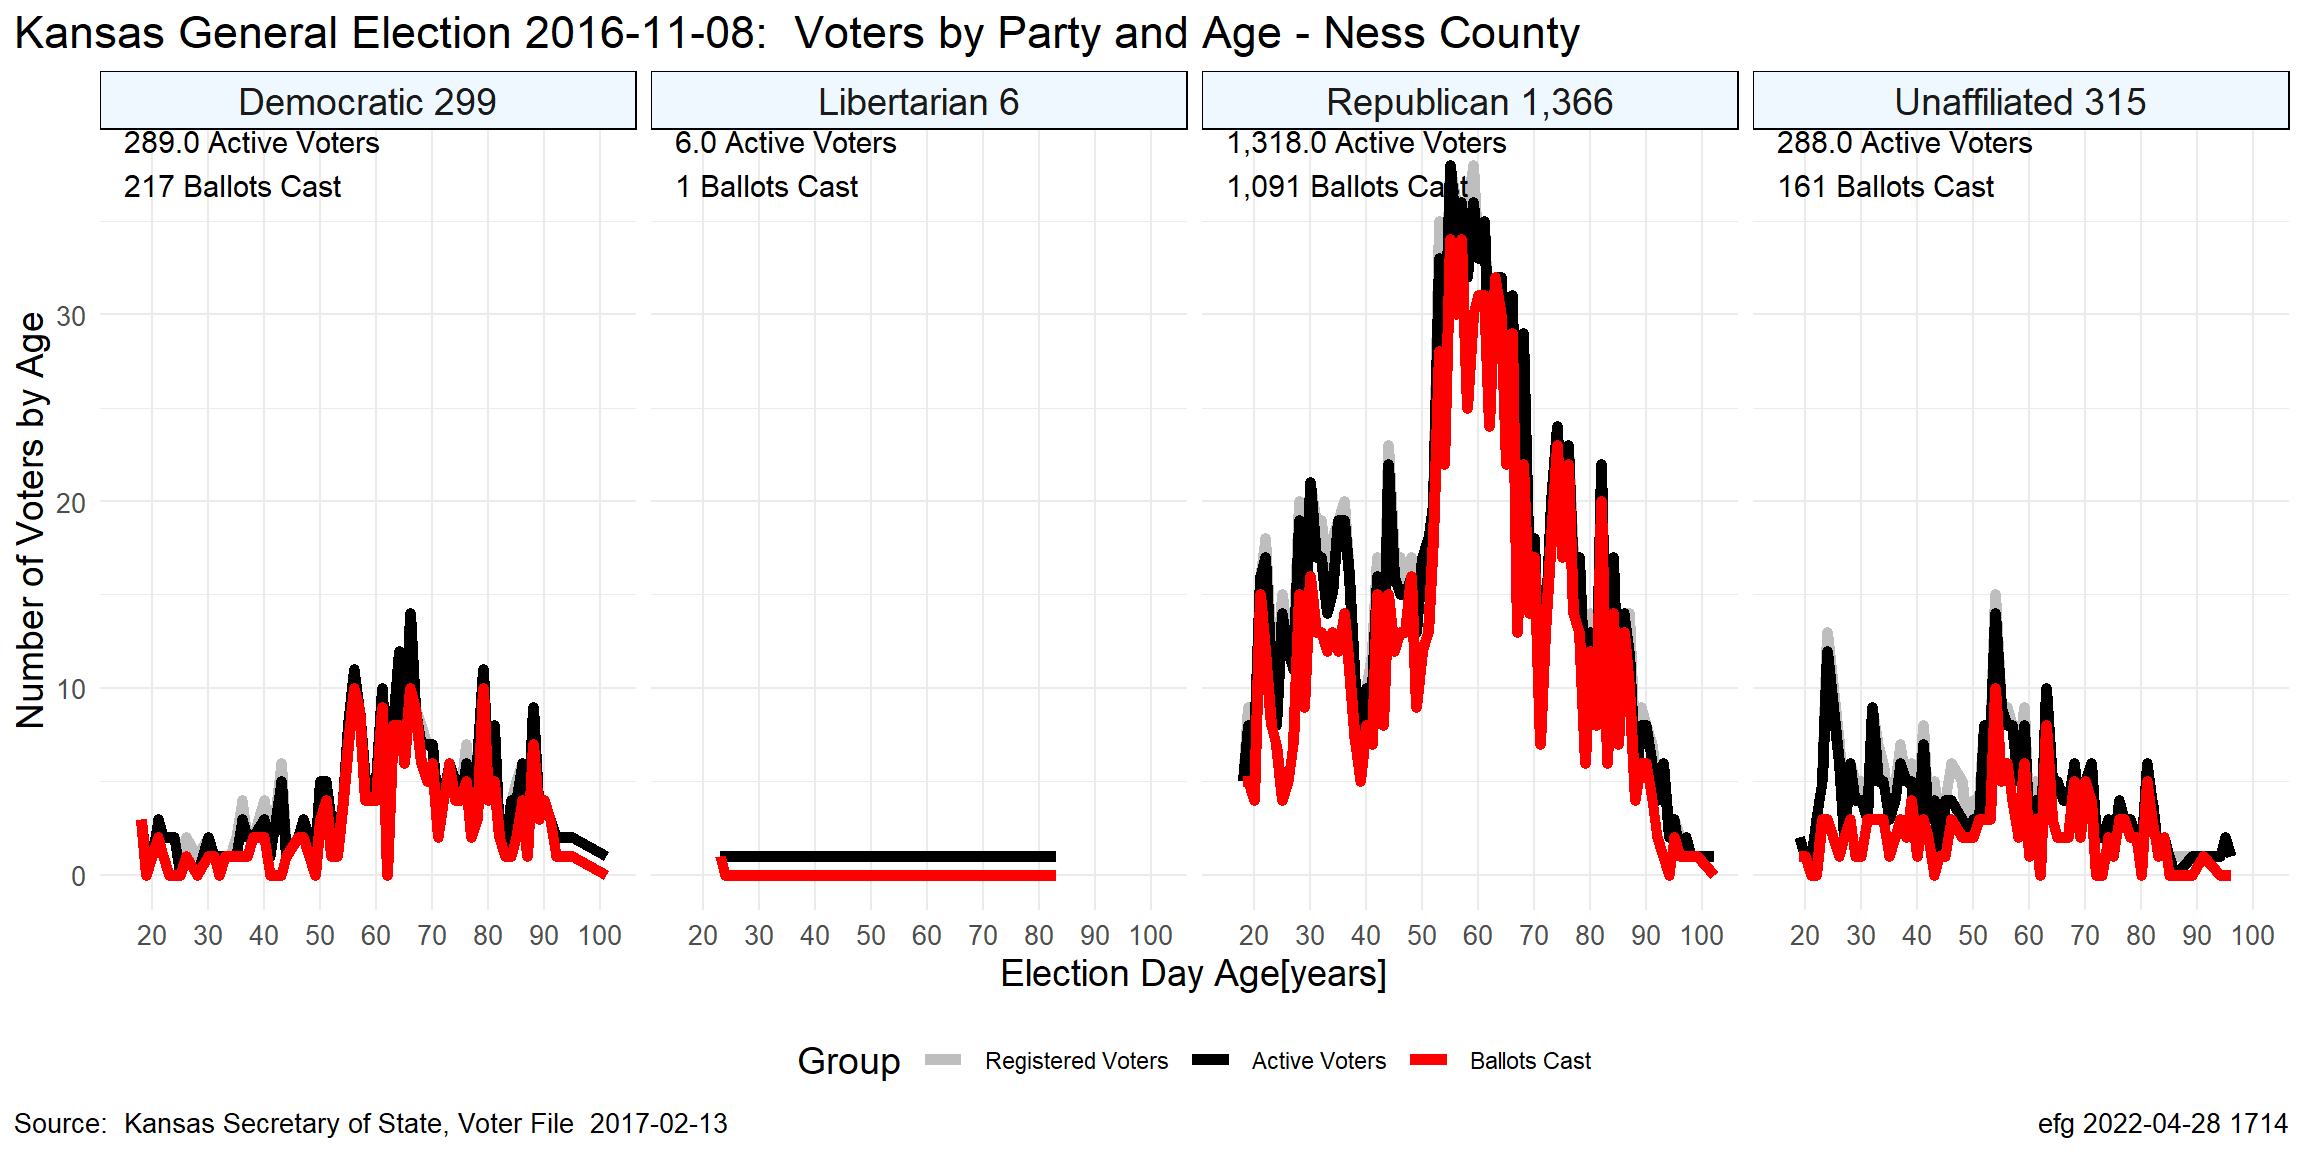 Kansas General Election 2016-11-08:  Voters by Party and Age - Ness County
Democratic 299
Libertarian 6
Republican 1,366
Unaffiliated 315
289.0 Active Voters
217 Ballots Cast
6.0 Active Voters
1 Ballots Cast
1,318.0 Active Voters
1,091 Ballots Cast
288.0 Active Voters
161 Ballots Cast
Number of Voters by Age
30
20
10
0
20 30 40 50 60 70 80 90 100
20 30 40 50 60 70 80 90 100
20 30 40 50 60 70 80 90 100
20 30 40 50 60 70 80 90 100
Election Day Age[years]
Group Registered Voters Active Voters Ballots Cast
Source:  Kansas Secretary of State, Voter File  2017-02-13
efg 2022-04-28 1714